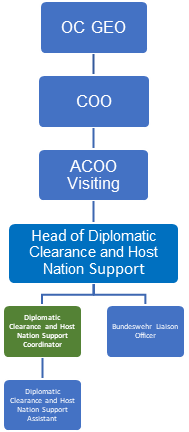 OC GEO
COO
ACOO
Visiting
Head of Diplomatic
Clearance and Host
Nation Support
Diplomatic
Clearance and Host
Nation Support
Coordinator
Bundeswehr Liaison
Officer
Diplomatic
Clearance and Host
Nation Support
Assistant